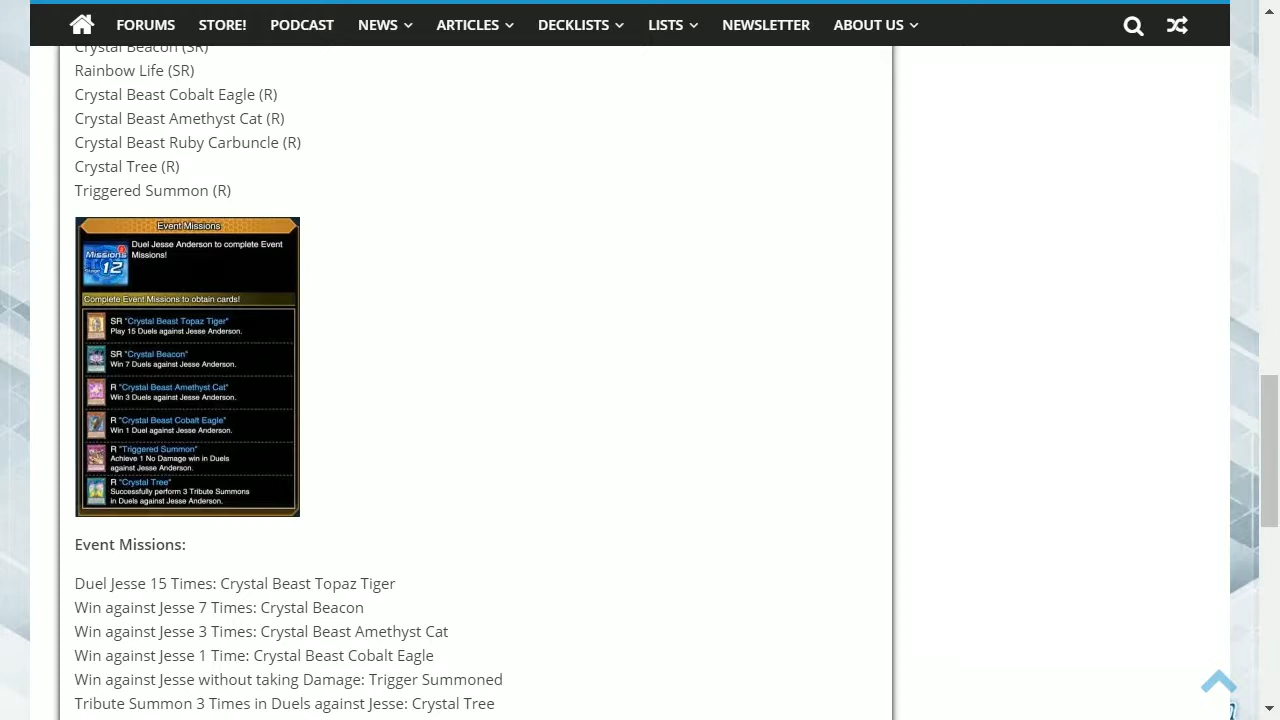 FORUMS STORE! PODCAST NEWS ARTICLES DECKLISTS LISTS NEWSLETTER ABOUT US
Crystal Beacon (SR)
Rainbow Life (SR)
Crystal Beast Cobalt Eagle (R)
Crystal Beast Amethyst Cat (R)
Crystal Beast Ruby Carbuncle (R)
Crystal Tree (R)
Triggered Summon (R)
Event Missions
Duel Jesse Anderson to complete Event
Missions!
Missions
Stage 12
Complete Event Missions to obtain cards!
SR "Crystal Beast Topaz Tiger"
Play 15 Duels against Jesse Anderson.
SR "Crystal Beacon"
Win 7 Duels against Jesse Anderson.
R "Crystal Beast Amethyst Cat"
Win 3 Duels against Jesse Anderson.
R "Crystal Beast Cobalt Eagle"
Win 1 Duel against Jesse Anderson.
R "Triggered Summon"
Achieve 1 No Damage win in Duels
against Jesse Anderson.
R "Crystal Tree"
Successfully perform 3 Tribute Summons
in Duels against Jesse Anderson.
Event Missions:
Duel Jesse 15 Times: Crystal Beast Topaz Tiger
Win against Jesse 7 Times: Crystal Beacon
Win against Jesse 3 Times: Crystal Beast Amethyst Cat
Win against Jesse 1 Time: Crystal Beast Cobalt Eagle
Win against Jesse without taking Damage: Trigger Summoned
Tribute Summon 3 Times in Duels against Jesse: Crystal Tree